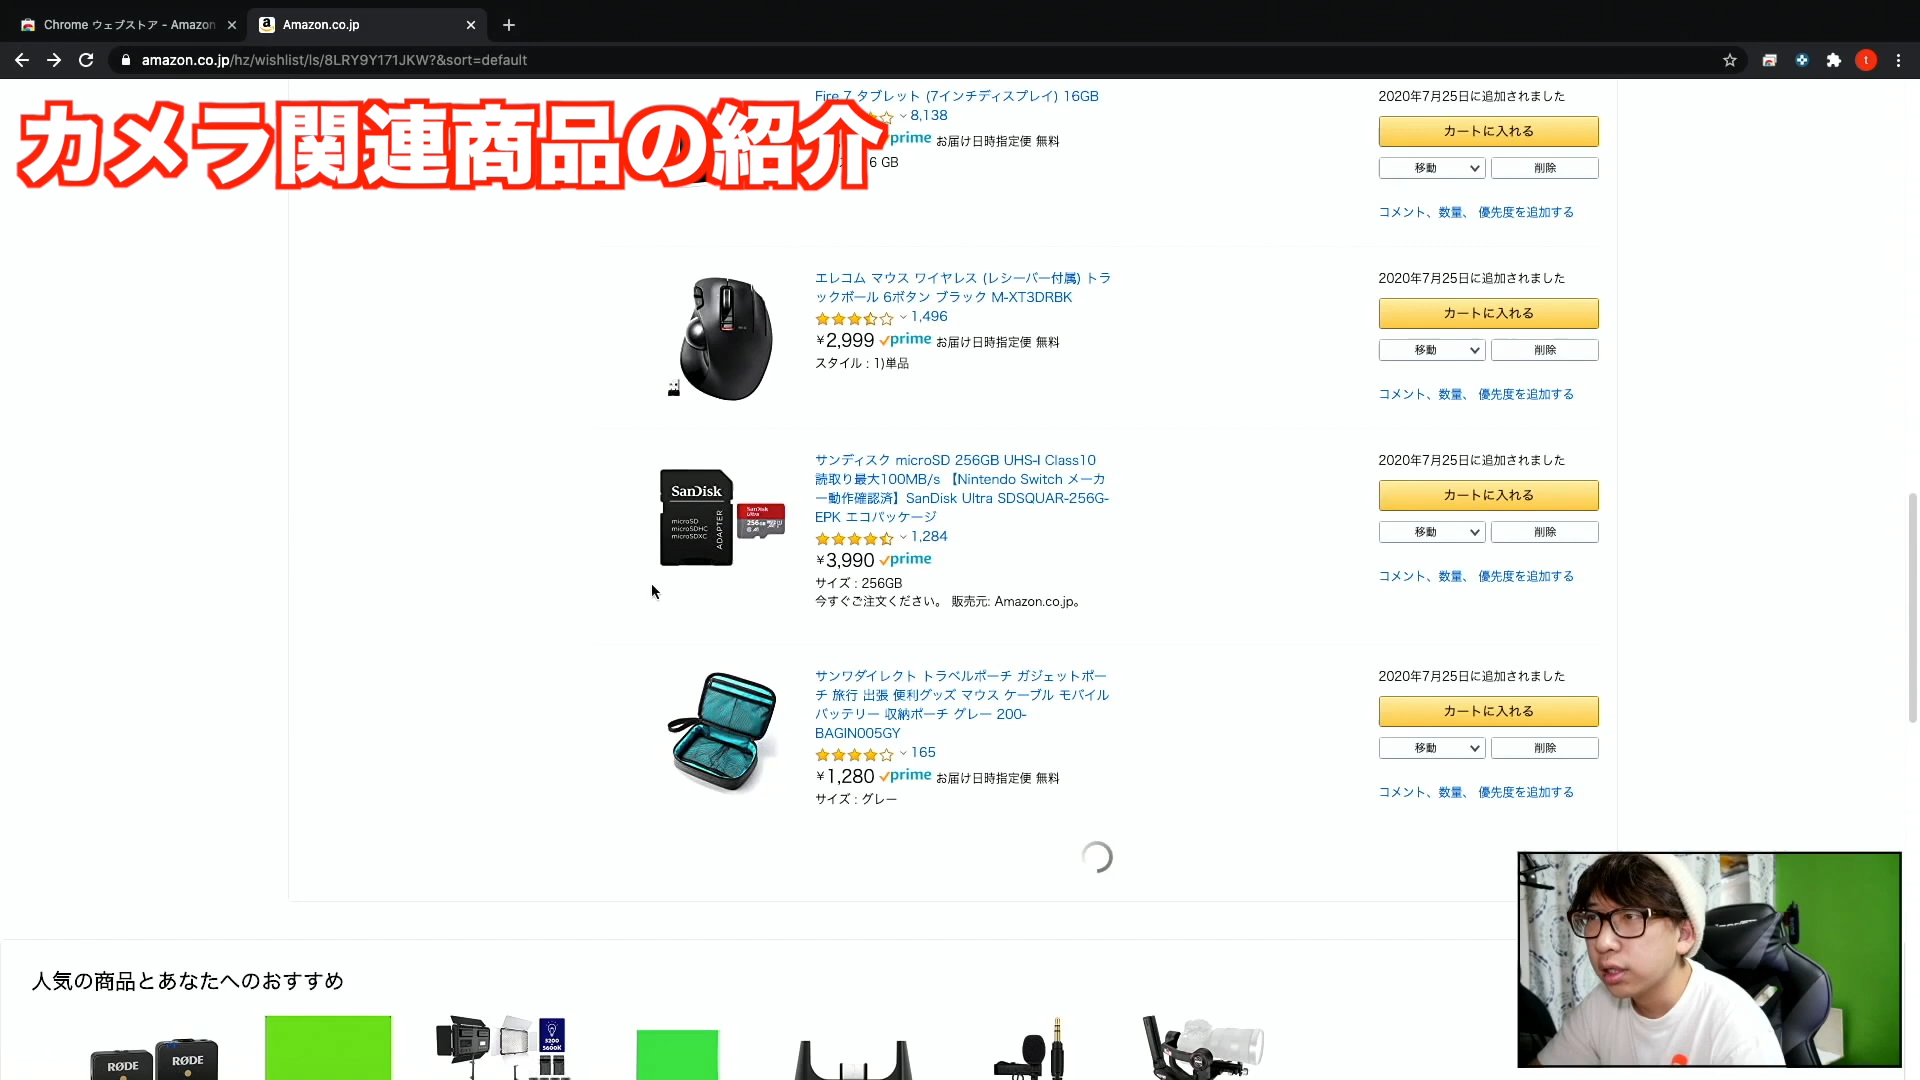 Chrome ウェブストア - Amazon
Amazon.co.jp
amazon.co.jp/hz/wishlist/ls/8LRY9Y171JKW?&sort=default
t
カメラ関連商品の紹介
Fire 7 タブレット (7インチディスプレイ) 16GB
8,138
prime お届け日時指定便 無料
6 GB
2020年7月25日に追加されました
カートに入れる
移動
削除
コメント、数量、 優先度を追加する
エレコム マウス ワイヤレス (レシーバー付属) トラ
ックボール 6ボタン ブラック M-XT3DRBK
1,496
¥2,999 prime お届け日時指定便 無料
スタイル : 1)単品
2020年7月25日に追加されました
カートに入れる
移動
削除
コメント、数量、 優先度を追加する
SanDisk
microSD
microSDHC
microSDXC
ADAPTER
SanDisk
Ultra
256GB
サンディスク microSD 256GB UHS-I Class10
読取り最大100MB/s 【Nintendo Switch メーカ
ー動作確認済】SanDisk Ultra SDSQUAR-256G-
EPK エコパッケージ
1,284
¥3,990 prime
サイズ : 256GB
今すぐご注文ください。 販売元: Amazon.co.jp。
2020年7月25日に追加されました
カートに入れる
移動
削除
コメント、数量、 優先度を追加する
サンワダイレクト トラベルポーチ ガジェットポー
チ 旅行 出張 便利グッズ マウス ケーブル モバイル
バッテリー 収納ポーチ グレー 200-
BAGIN005GY
165
¥1,280 prime お届け日時指定便 無料
サイズ : グレー
2020年7月25日に追加されました
カートに入れる
移動
削除
コメント、数量、 優先度を追加する
人気の商品とあなたへのおすすめ
RØDE
RØDE
3200
5600K